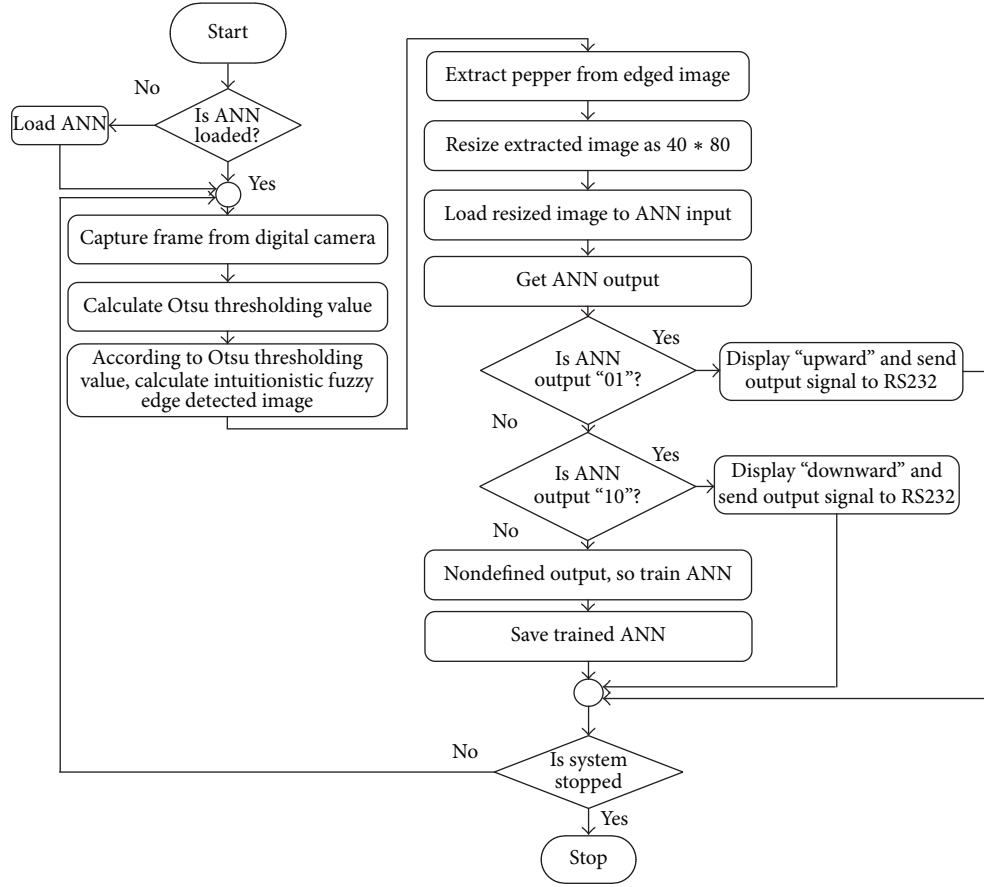 Start
No
Is ANN
loaded?
Load ANN
Yes
Capture frame from digital camera
Calculate Otsu thresholding value
According to Otsu thresholding
value, calculate intuitionistic fuzzy
edge detected image
Extract pepper from edged image
Resize extracted image as 40 * 80
Load resized image to ANN input
Get ANN output
Is ANN
output “01”?
Yes
Display “upward” and send
output signal to RS232
No
Is ANN
output “10”?
Yes
Display “downward” and
send output signal to RS232
No
Nondefined output, so train ANN
Save trained ANN
Is system
stopped
No
Yes
Stop